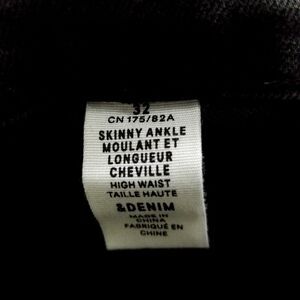 32
CN 175/82A
SKINNY ANKLE
MOULANT ET
LONGUEUR
CHEVILLE
HIGH WAIST
TAILLE HAUTE
&DENIM
MADE IN
CHINA
FABRIQUÉ EN
CHINE